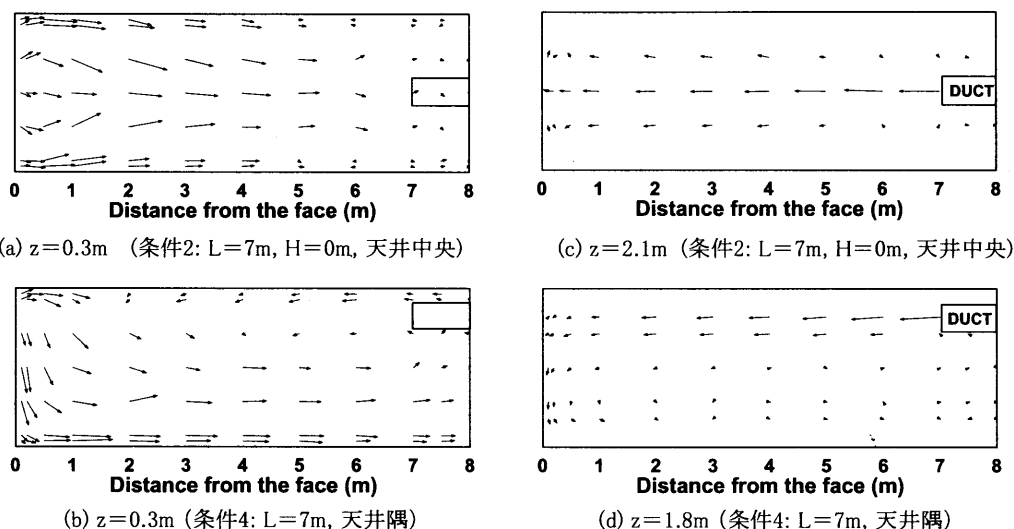 0 1 2 3 4 5 6 7 8
Distance from the face (m)
(a) z=0.3m (条件2: L=7m, H=0m, 天井中央)
DUCT
0 1 2 3 4 5 6 7 8
Distance from the face (m)
(c) z=2.1m (条件2: L=7m, H=0m, 天井中央)
0 1 2 3 4 5 6 7 8
Distance from the face (m)
(b) z=0.3m (条件4: L=7m, 天井隅)
DUCT
0 1 2 3 4 5 6 7 8
Distance from the face (m)
(d) z=1.8m (条件4: L=7m, 天井隅)